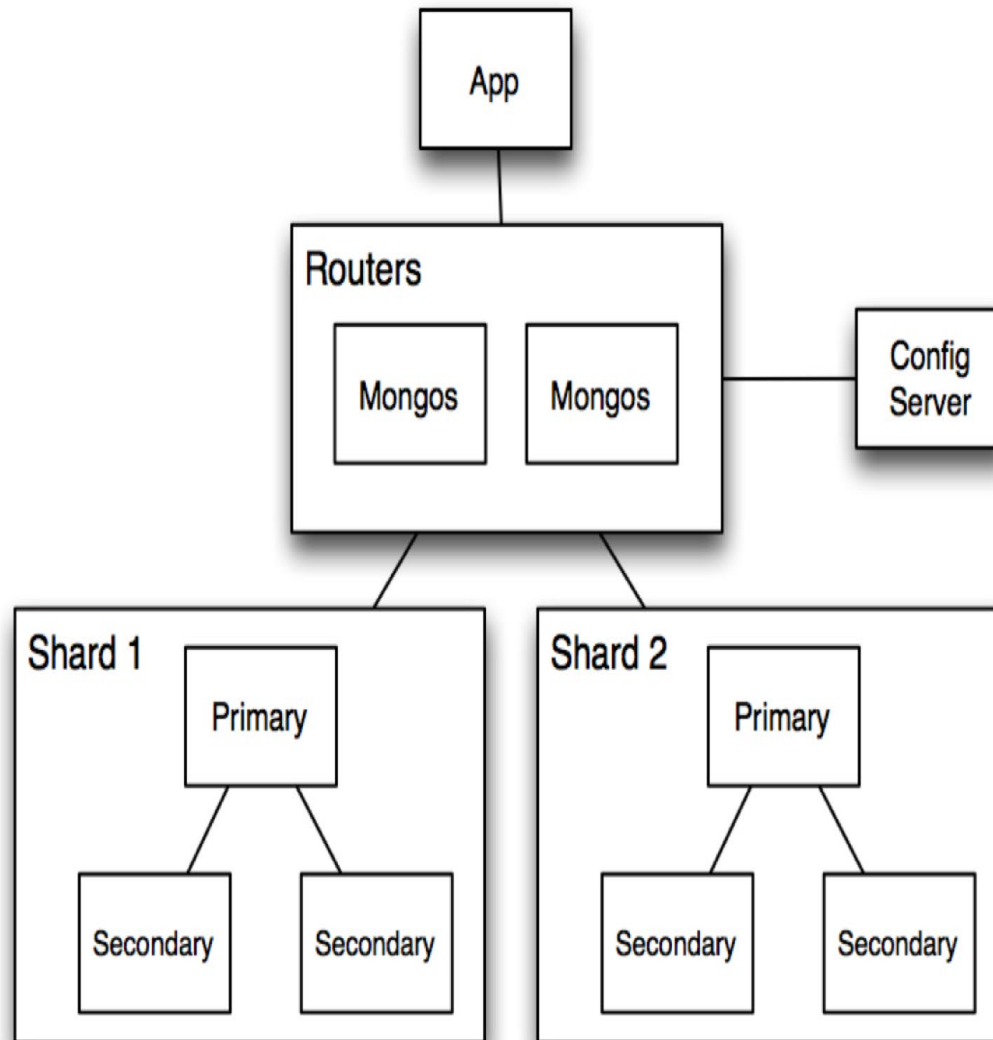 App
Routers
Mongos
Mongos
Config
Server
Shard 1
Primary
Secondary
Secondary
Shard 2
Primary
Secondary
Secondary